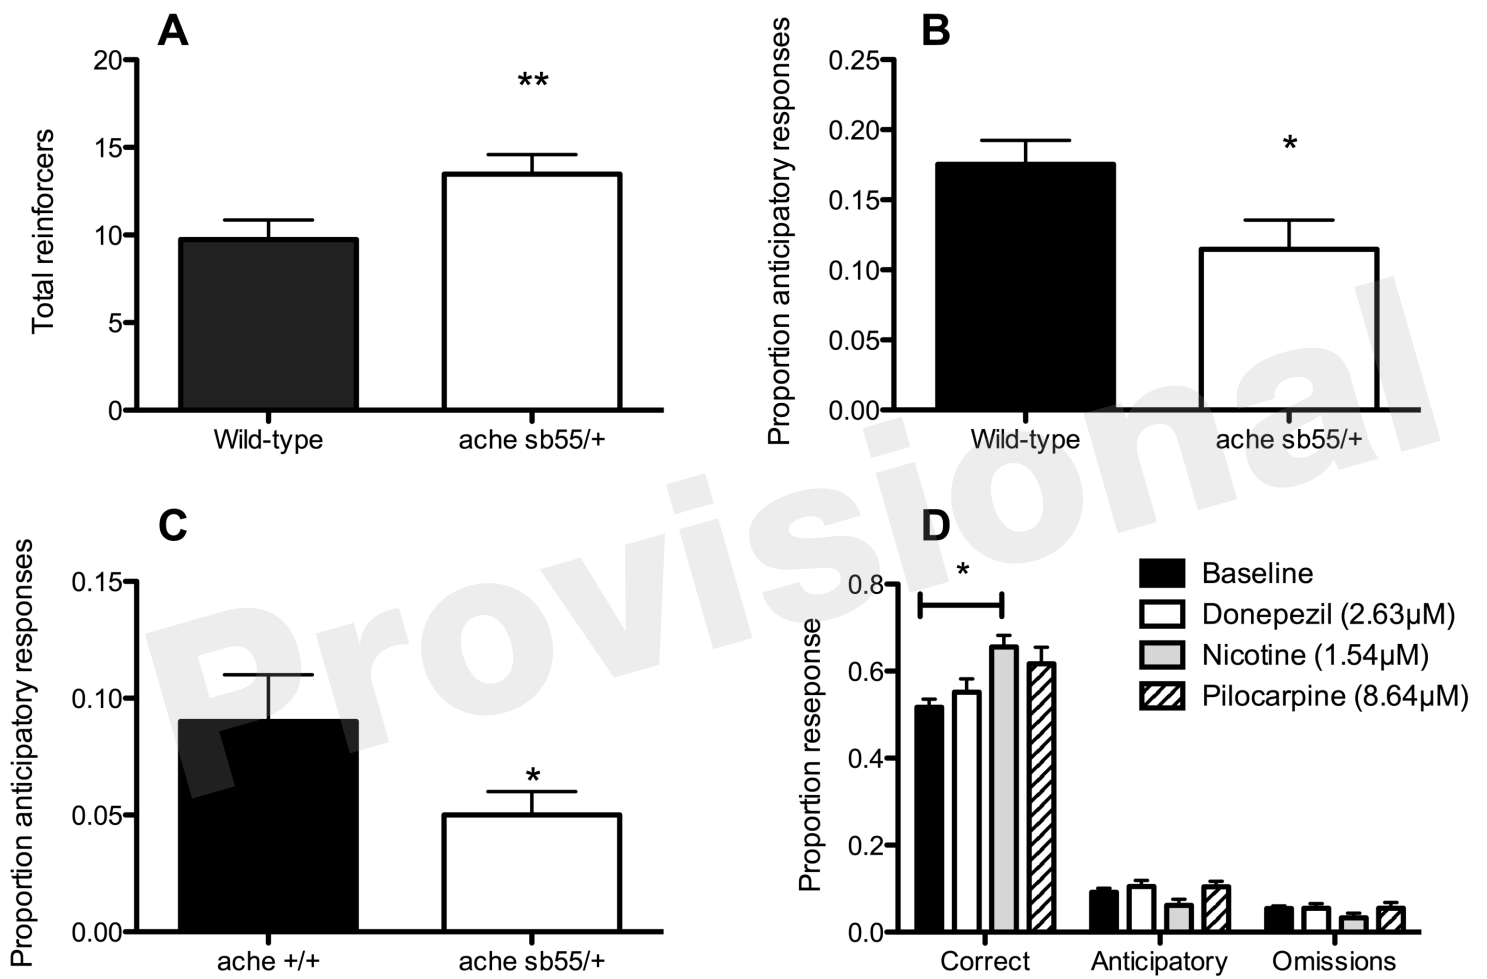 A
Total reinforcers
20
15
10
5
0
**
Wild-type
ache sb55/+
B
Proportion anticipatory responses
0.25
0.20
0.15
0.10
0.05
0.00
*
Wild-type
ache sb55/+
C
Proportion anticipatory responses
0.15
0.10
0.05
0.00
*
ache +/+
ache sb55/+
D
Proportion reseponse
0.8
0.6
0.4
0.2
0.0
*
Baseline
Donepezil (2.63µM)
Nicotine (1.54µM)
Pilocarpine (8.64µM)
Correct
Anticipatory
Omissions
Provisional